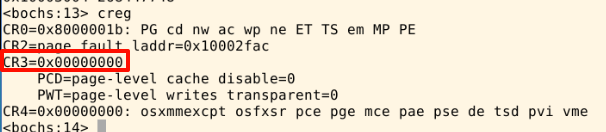 <bochs:13> creg
CR0=0x8000001b: PG cd nw ac wp ne ET TS em MP PE
CR2=page fault laddr=0x10002fac
CR3=0x00000000
PCD=page-level cache disable=0
PWT=page-level writes transparent=0
CR4=0x00000000: osxmmexcpt osfxsr pce pge mce pae pse de tsd pvi vme
<bochs:14>